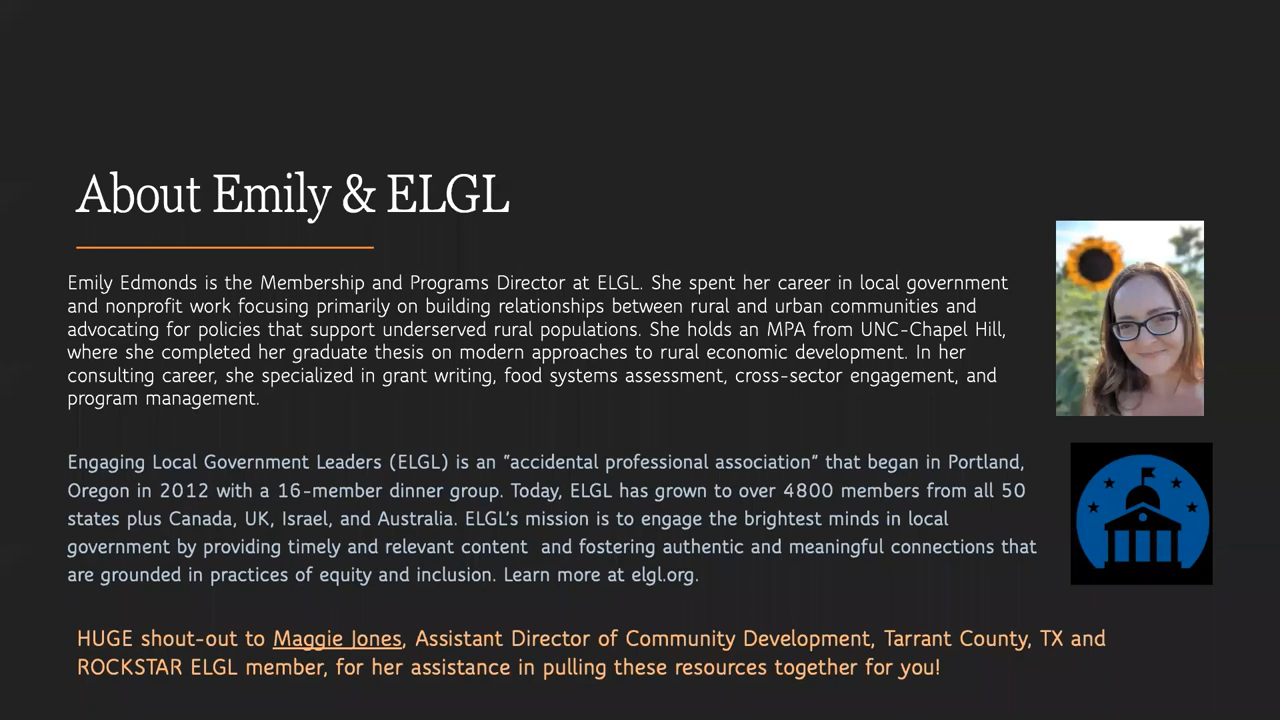 About Emily & ELGL
Emily Edmonds is the Membership and Programs Director at ELGL. She spent her career in local government
and nonprofit work focusing primarily on building relationships between rural and urban communities and
advocating for policies that support underserved rural populations. She holds an MPA from UNC-Chapel Hill,
where she completed her graduate thesis on modern approaches to rural economic development. In her
consulting career, she specialized in grant writing, food systems assessment, cross-sector engagement, and
program management.
Engaging Local Government Leaders (ELGL) is an "accidental professional association" that began in Portland,
Oregon in 2012 with a 16-member dinner group. Today, ELGL has grown to over 4800 members from all 50
states plus Canada, UK, Israel, and Australia. ELGL's mission is to engage the brightest minds in local
government by providing timely and relevant content  and fostering authentic and meaningful connections that
are grounded in practices of equity and inclusion. Learn more at elgl.org.
HUGE shout-out to Maggie Jones, Assistant Director of Community Development, Tarrant County, TX and
ROCKSTAR ELGL member, for her assistance in pulling these resources together for you!